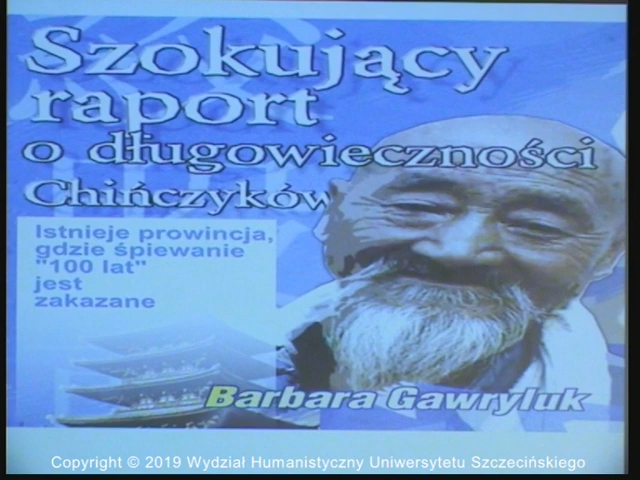 Szokujący
raport
o długowieczności
Chińczyków
Istnieje prowincja,
gdzie śpiewanie
"100 lat"
jest
zakazane
Barbara Gawryluk
Copyright © 2019 Wydział Humanistyczny Uniwersytetu Szczecińskiego